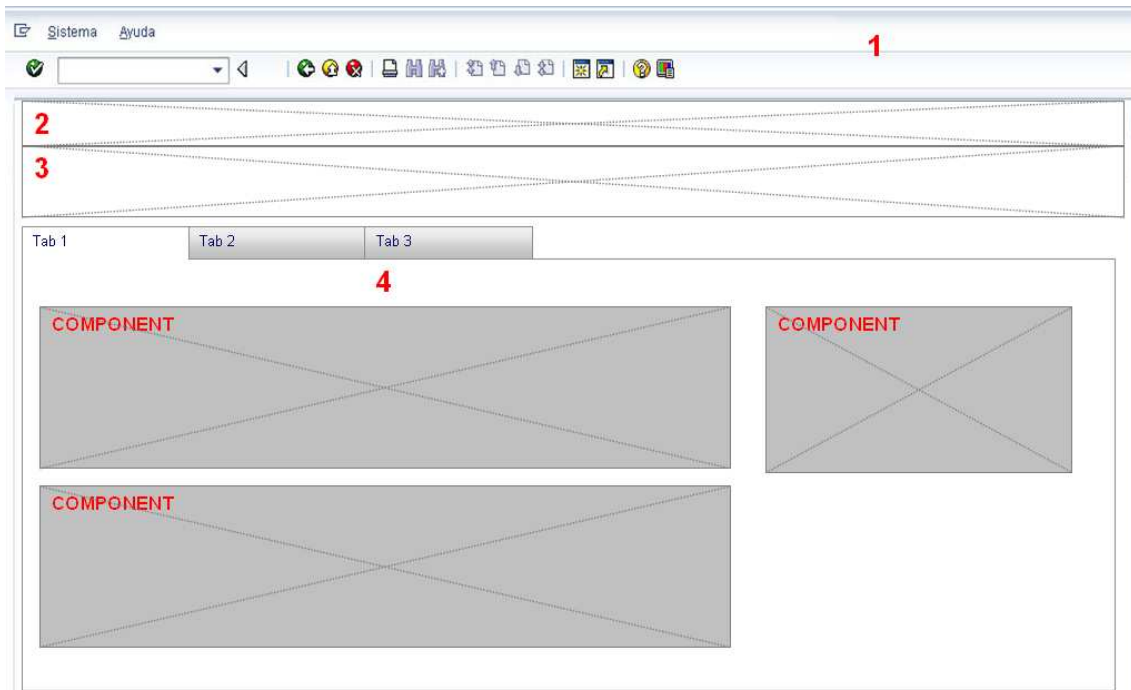 Sistema Ayuda
1
2
3
Tab 1 Tab 2 Tab 3
4
COMPONENT COMPONENT
COMPONENT